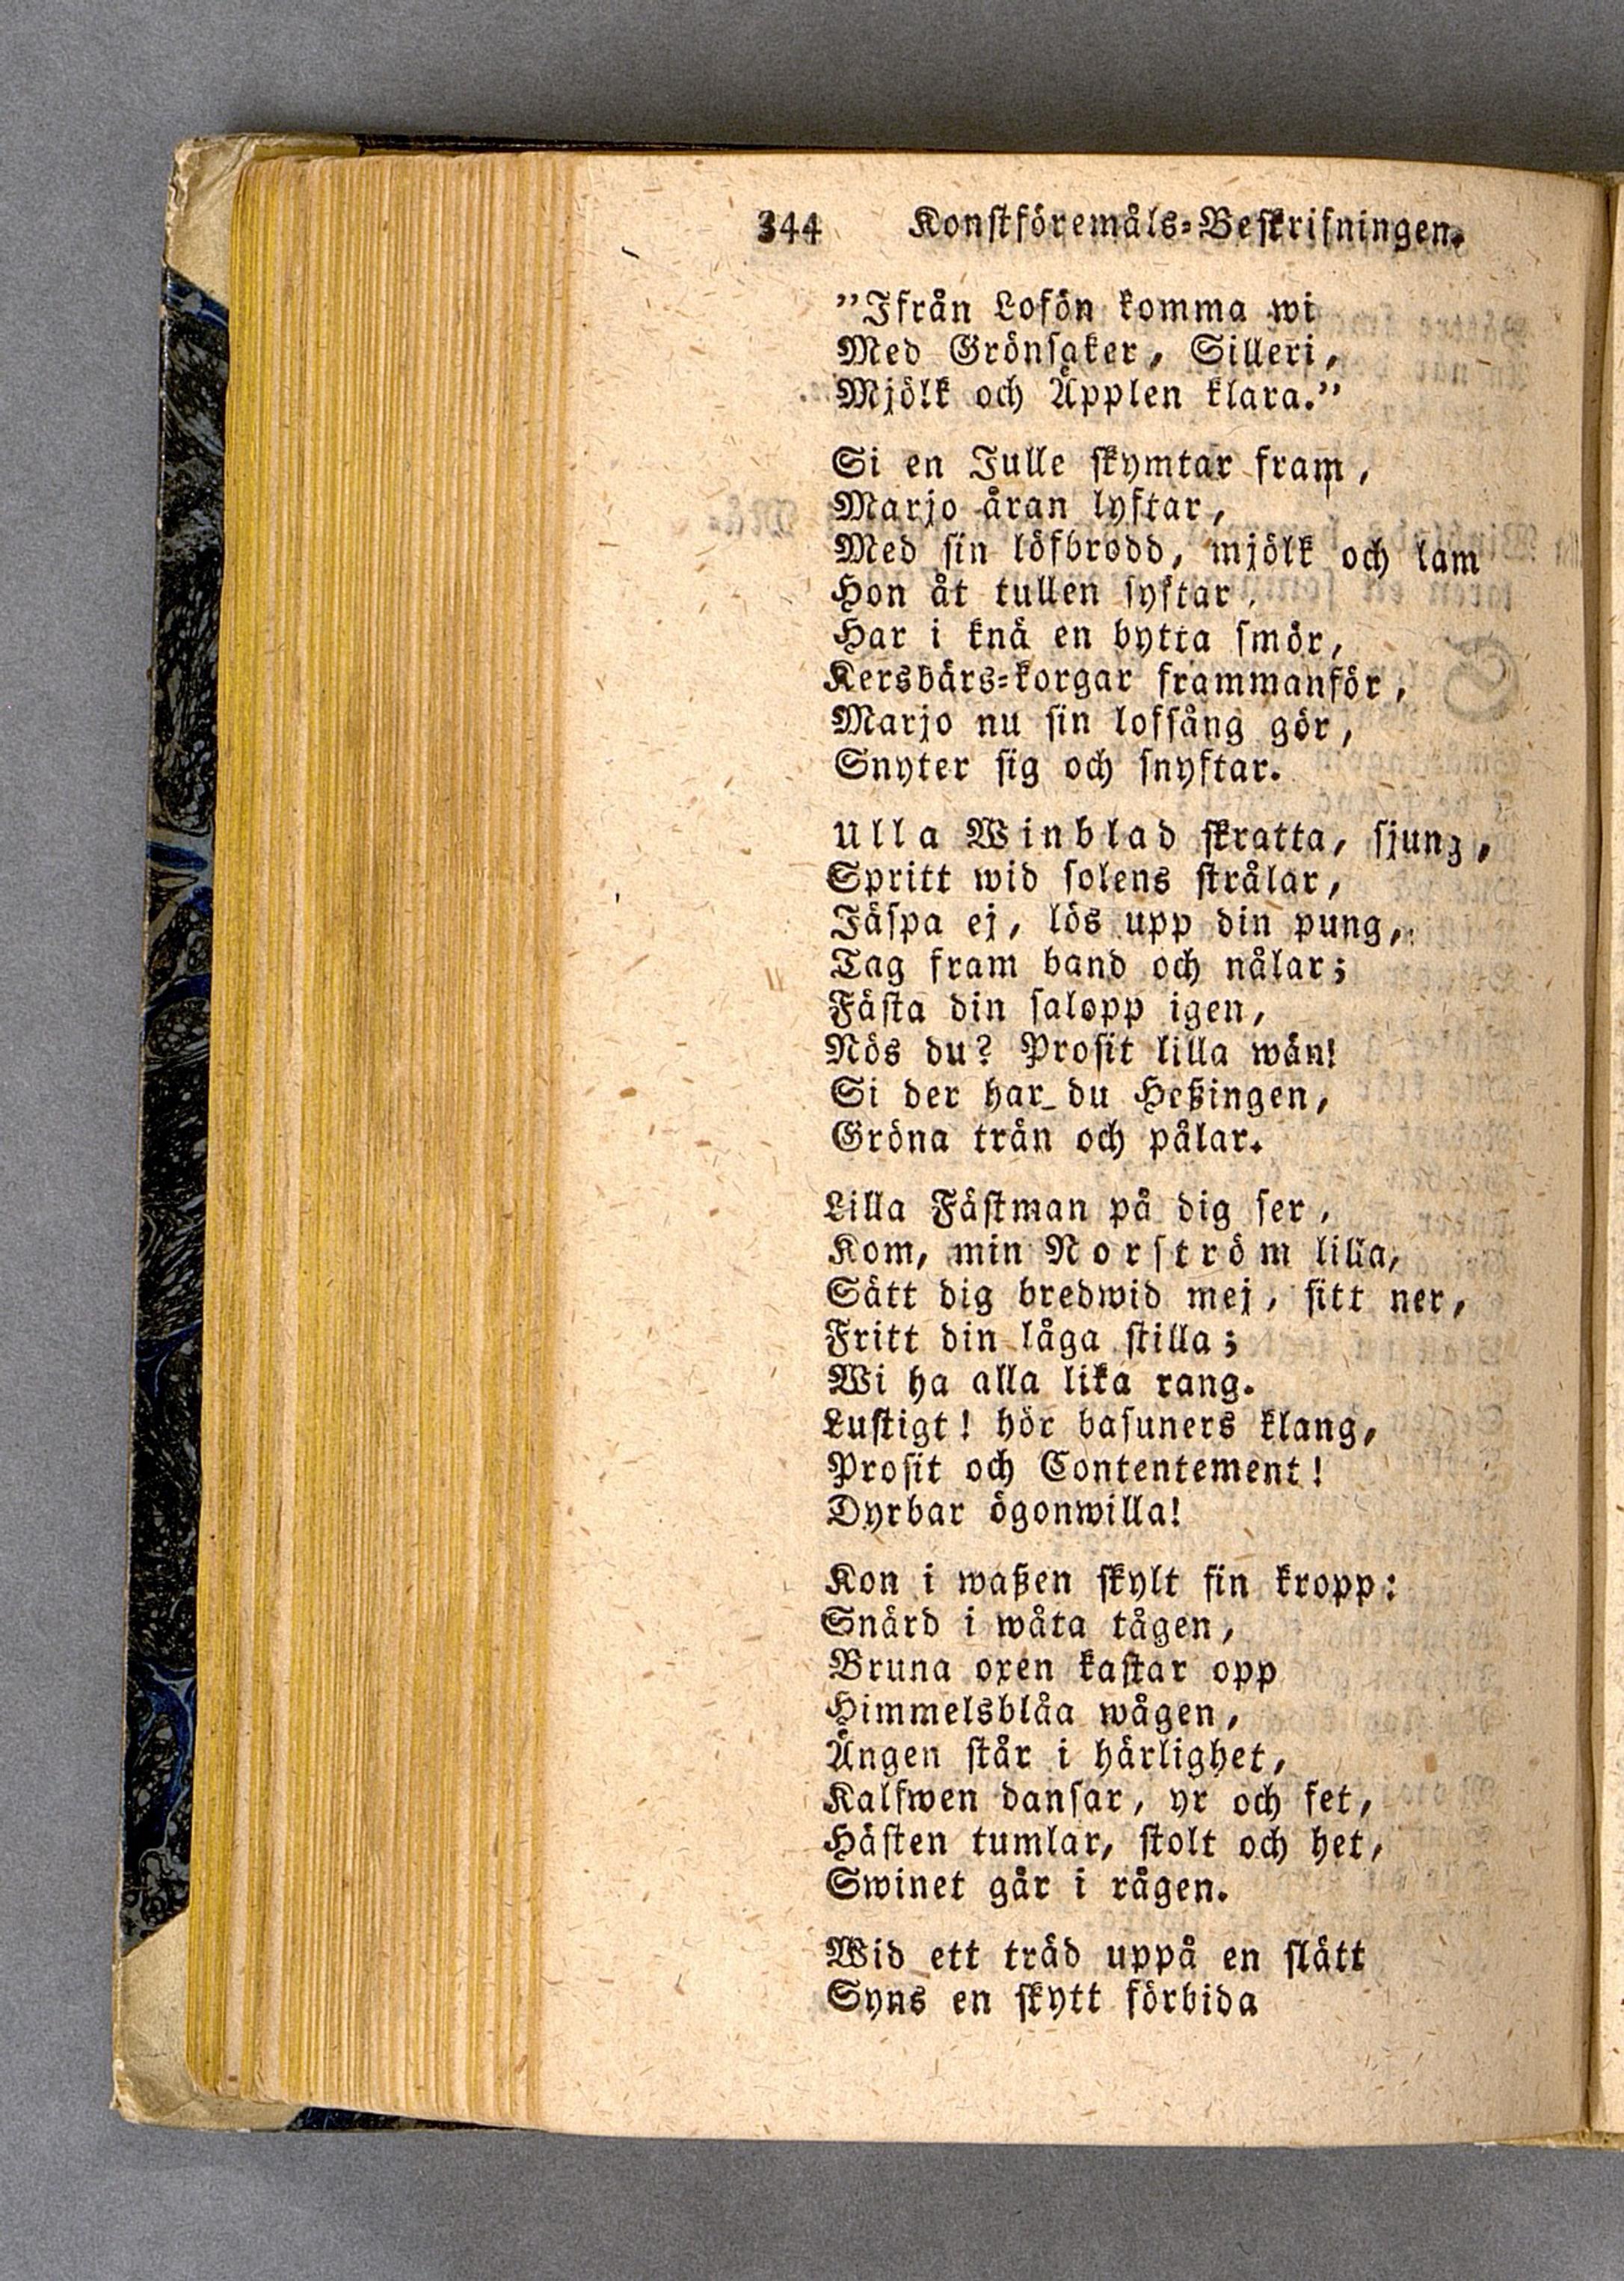 344 Konstföremåls-Beskrifningen.
”Ifrån Lofön komma wi
Med Grönsaker, Silleri,
Mjölk och Äpplen klara.”
Si en Julle skymtar fram,
Marjo åran lyftar,
Med sin löfbrodd, mjölk och lam
Hon åt tullen syftar,
Har i knä en bytta smör,
Kersbärs-korgar frammanför,
Marjo nu sin lofsång gör,
Snyter sig och snyftar.
Ulla Winblad skratta, sjung,
Spritt wid solens strålar,
Jäspa ej, lös upp din pung,
Tag fram band och nålar;
Fästa din salopp igen,
Nös du? Prosit lilla wän!
Si der har du Heßingen,
Gröna trän och pålar.
Lilla Fästman på dig ser,
Kom, min Norström lilla,
Sätt dig bredwid mej, sitt ner,
Fritt din låga stilla;
Wi ha alla lika rang.
Lustigt! hör basuners klang,
Prosit och Contentement!
Dyrbar ögonwilla!
Kon i waßen skylt sin kropp:
Snärd i wåta tågen,
Bruna oxen kastar opp
Himmelsblåa wågen,
Ängen står i härlighet,
Kalfwen dansar, yr och fet,
Hästen tumlar, stolt och het,
Swinet går i rågen.
Wid ett träd uppå en slätt
Syns en skytt förbida